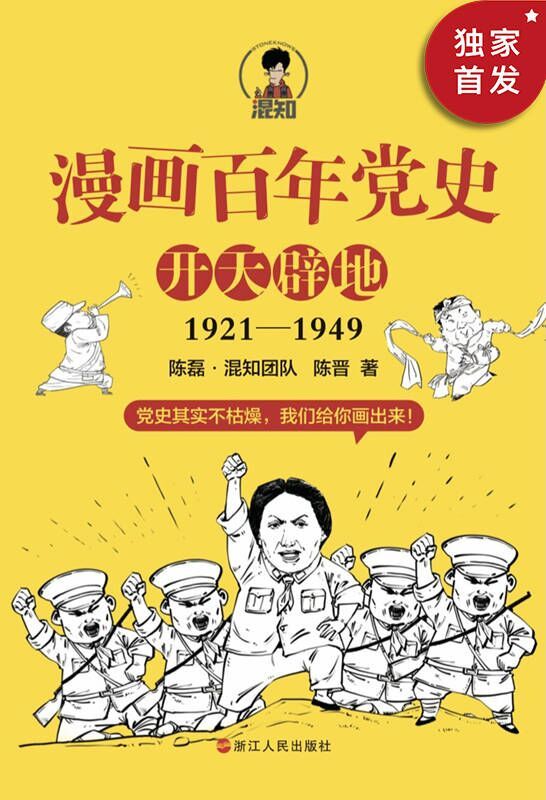 独家
首发
STONEKNOWS
混知
漫画百年党史
开天辟地
1921—1949
陈磊·混知团队 陈晋 著
党史其实不枯燥，我们给你画出来！
浙江人民出版社